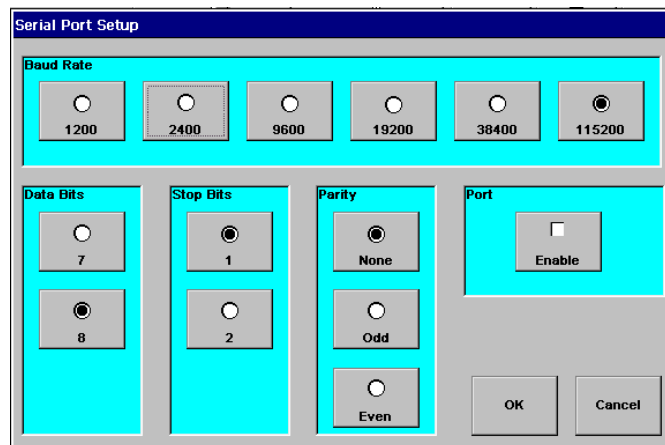 Serial Port Setup
Baud Rate
1200
2400
9600
19200
38400
115200
Data Bits
7
8
Stop Bits
1
2
Parity
None
Odd
Even
Port
Enable
OK
Cancel